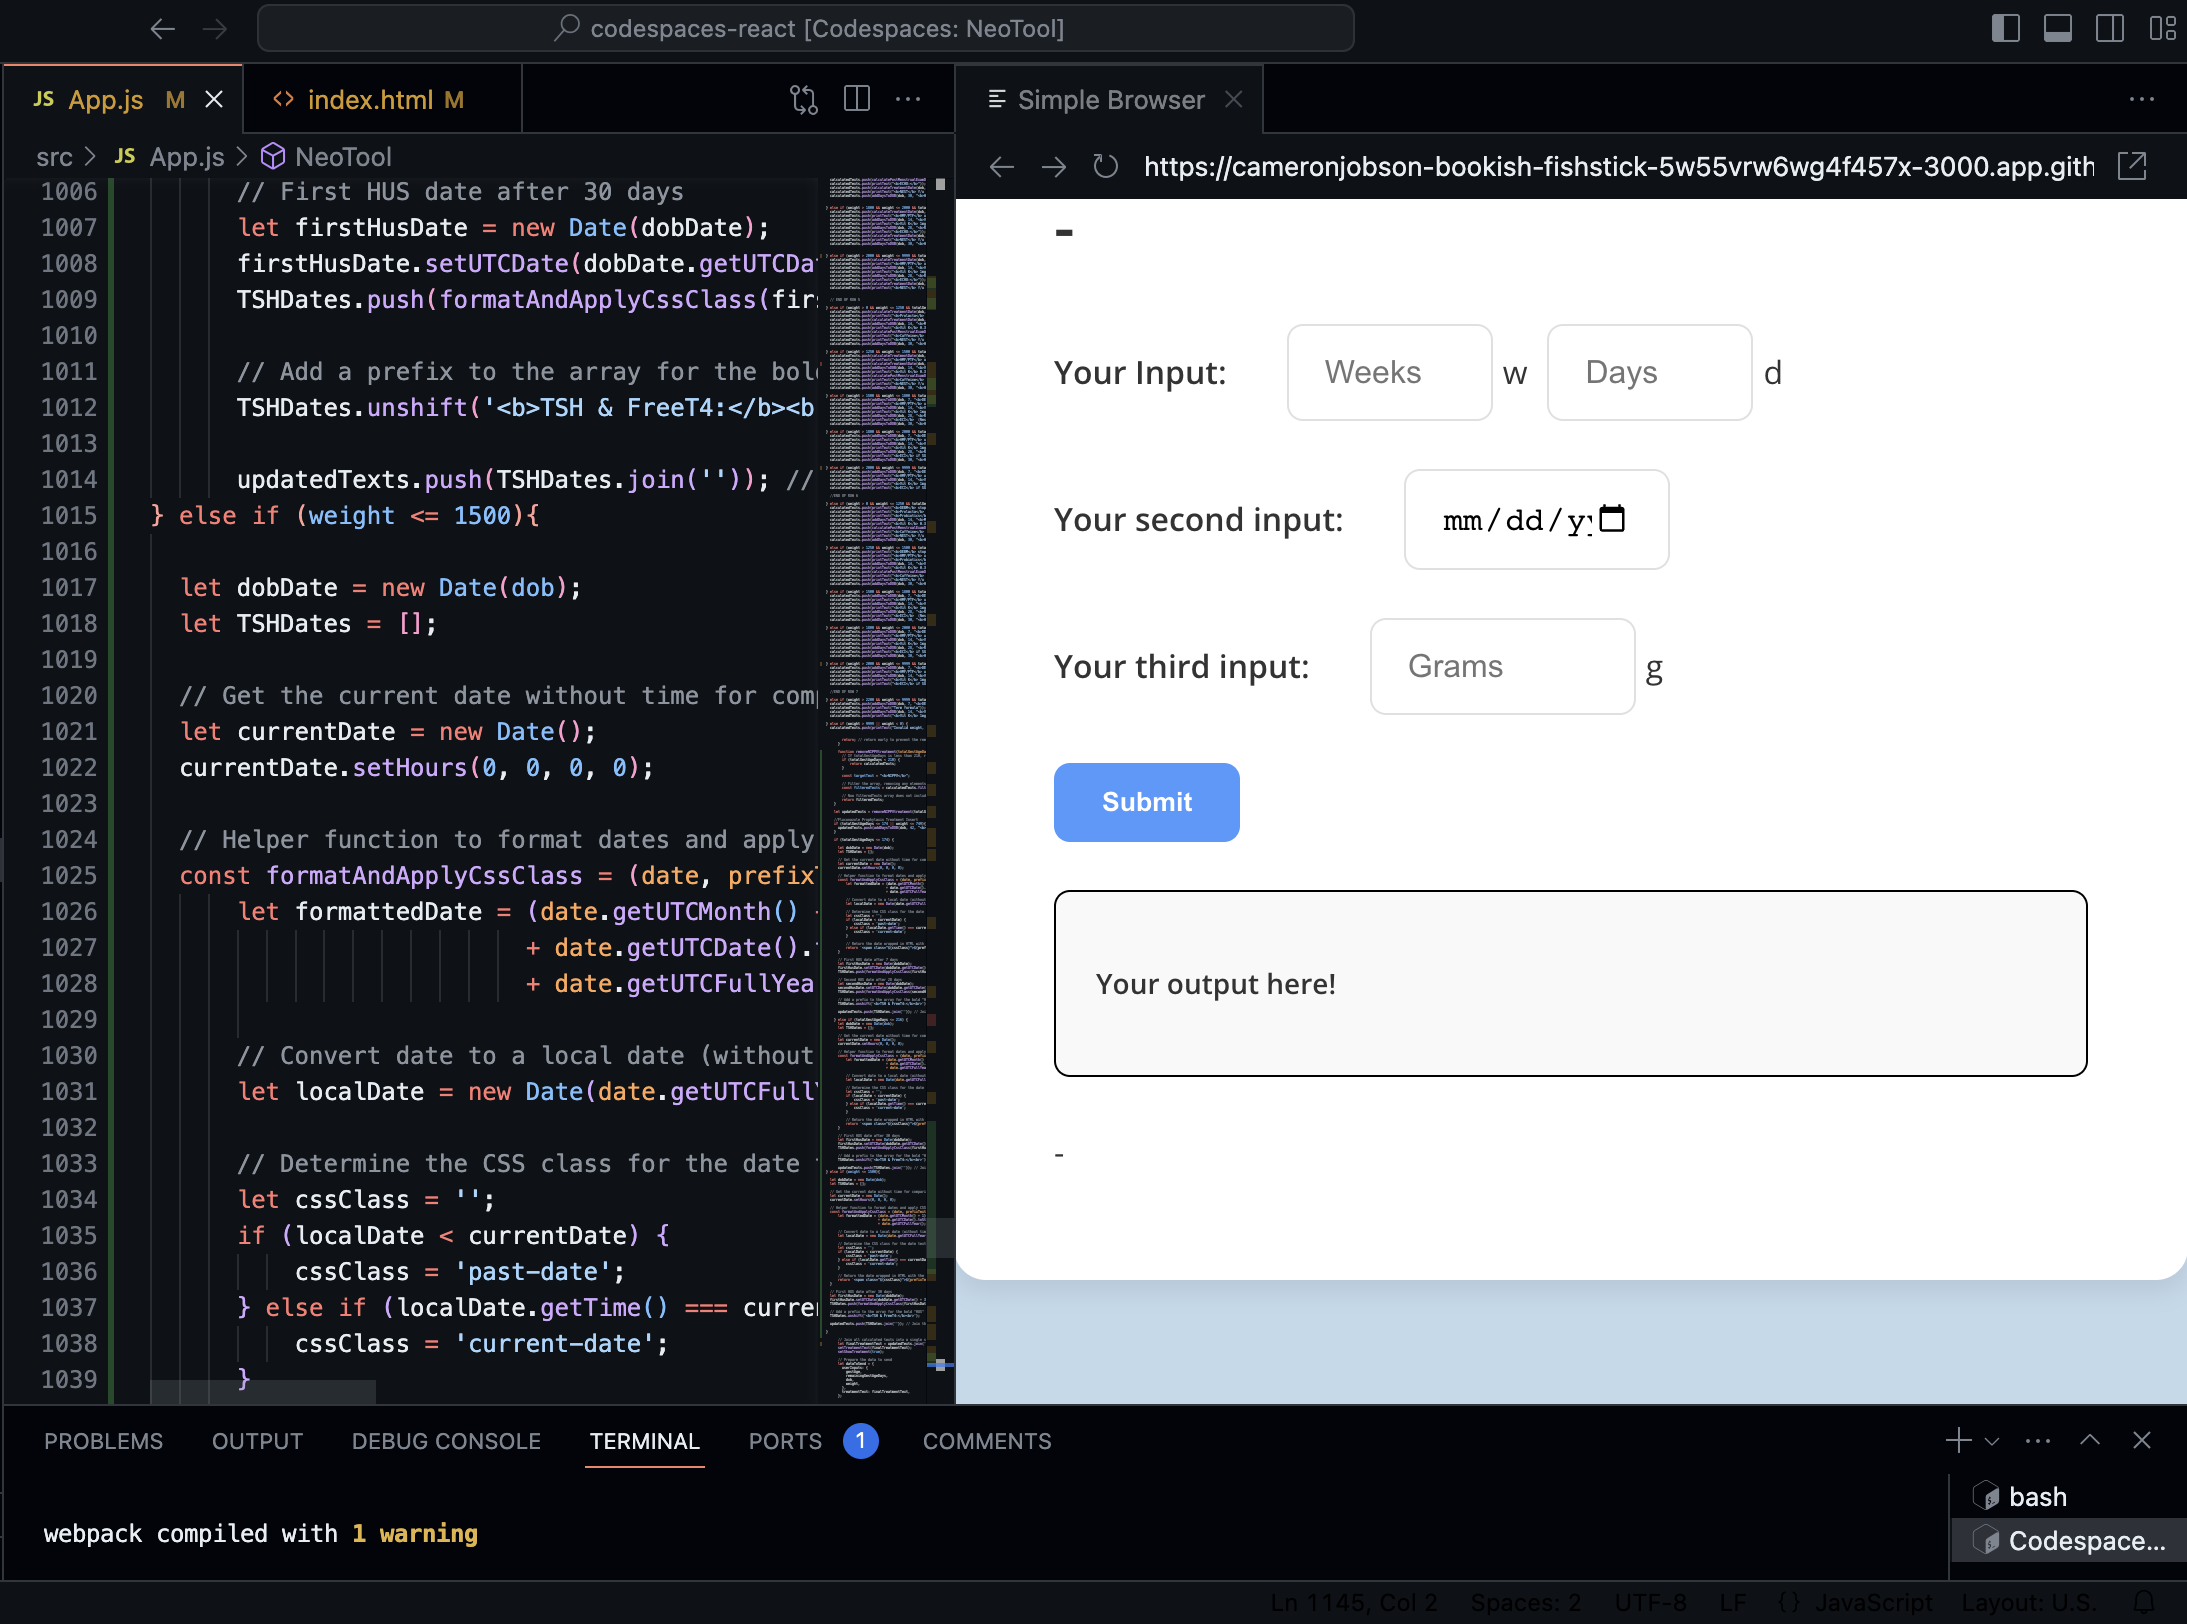 codespaces-react [Codespaces: NeoTool]
JS App.js M
<> index.html M
Simple Browser
src > JS App.js > NeoTool
https://cameronjobson-bookish-fishstick-5w55vrw6wg4f457x-3000.app.gith
1006 // First HUS date after 30 days
1007 let firstHusDate = new Date(dobDate);
1008 firstHusDate.setUTCDate(dobDate.getUTCDa
1009 TSHDates.push(formatAndApplyCssClass(fir
1010
1011 // Add a prefix to the array for the bol
1012 TSHDates.unshift('<b>TSH & FreeT4:</b><b
1013
1014 updatedTexts.push(TSHDates.join('')); //
1015 } else if (weight <= 1500){
1016
1017 let dobDate = new Date(dob);
1018 let TSHDates = [];
1019
1020 // Get the current date without time for com
1021 let currentDate = new Date();
1022 currentDate.setHours(0, 0, 0, 0);
1023
1024 // Helper function to format dates and apply
1025 const formatAndApplyCssClass = (date, prefix
1026 let formattedDate = (date.getUTCMonth()
1027 + date.getUTCDate().
1028 + date.getUTCFullYea
1029
1030 // Convert date to a local date (without
1031 let localDate = new Date(date.getUTCFull
1032
1033 // Determine the CSS class for the date
1034 let cssClass = '';
1035 if (localDate < currentDate) {
1036 cssClass = 'past-date';
1037 } else if (localDate.getTime() === curre
1038 cssClass = 'current-date';
1039 }
-
Your Input: Weeks w Days d
Your second input: mm/dd/yy
Your third input: Grams g
Submit
Your output here!
-
PROBLEMS OUTPUT DEBUG CONSOLE TERMINAL PORTS 1 COMMENTS
webpack compiled with 1 warning
bash
Codespace...
Ln 1145, Col 2 Spaces: 2 UTF-8 LF {} JavaScript Layout: U.S.